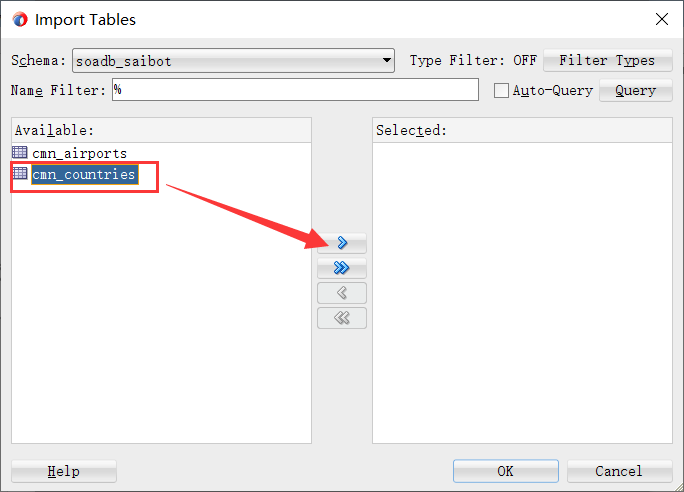 Import Tables
Schema: soadb_saibot Type Filter: OFF Filter Types
Name Filter: % Auto-Query Query
Available: Selected:
cmn_airports
cmn_countries
Help OK Cancel